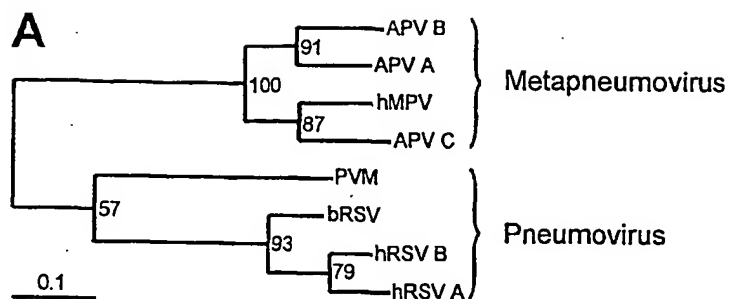 A
APV B
91
APV A
100
Metapneumovirus
hMPV
87
APV C
PVM
57
bRSV
93
Pneumovirus
hRSV B
79
hRSV A
0.1